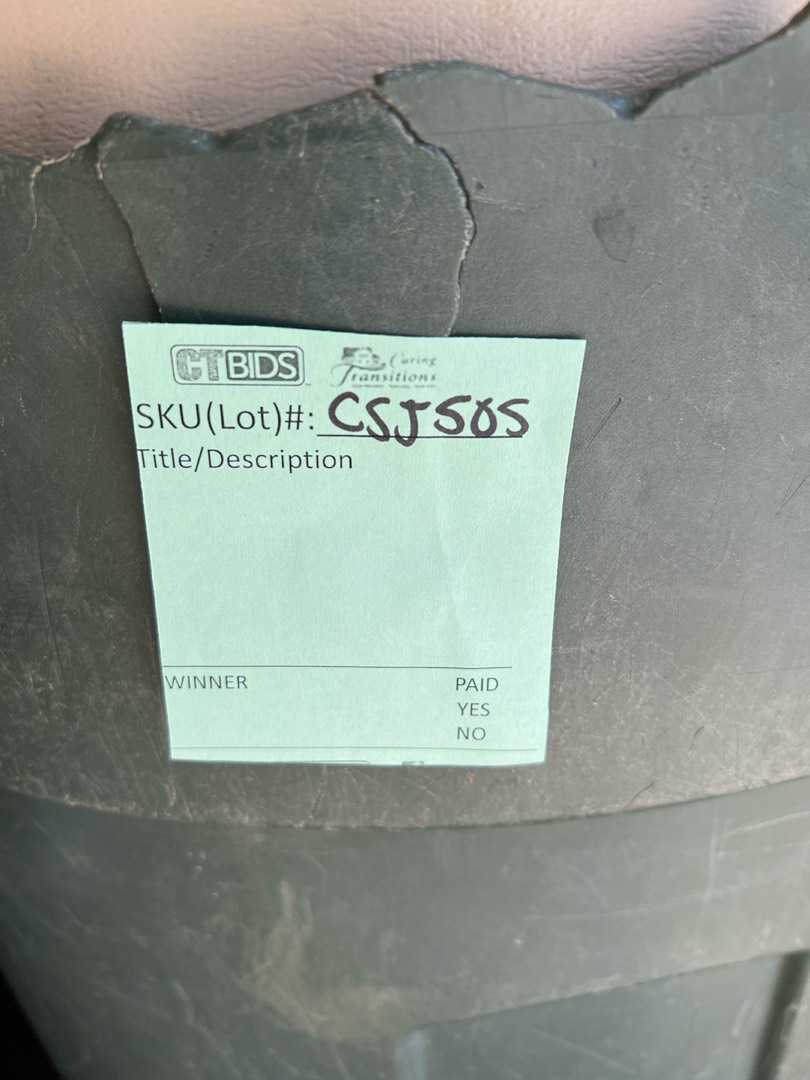 CTBIDS
Caring
Transitions
SKU(Lot)#: CSJ505
Title/Description
WINNER
PAID
YES
NO